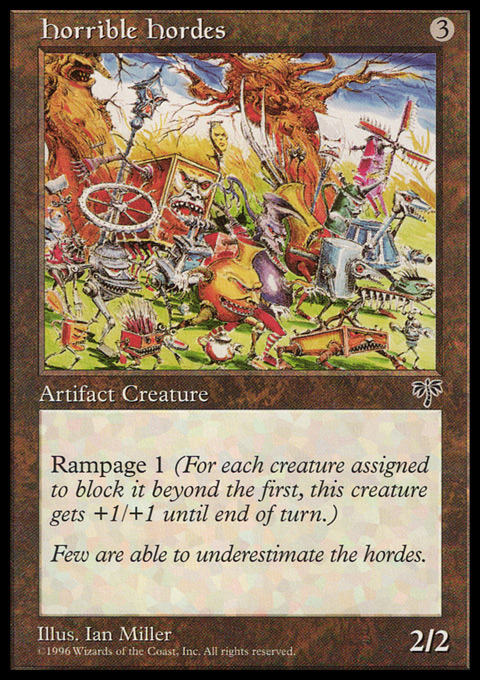 Horrible Hordes
3
Artifact Creature
Rampage 1 (For each creature assigned
to block it beyond the first, this creature
gets +1/+1 until end of turn.)
Few are able to underestimate the hordes.
Illus. Ian Miller
2/2
©1996 Wizards of the Coast, Inc. All rights reserved.